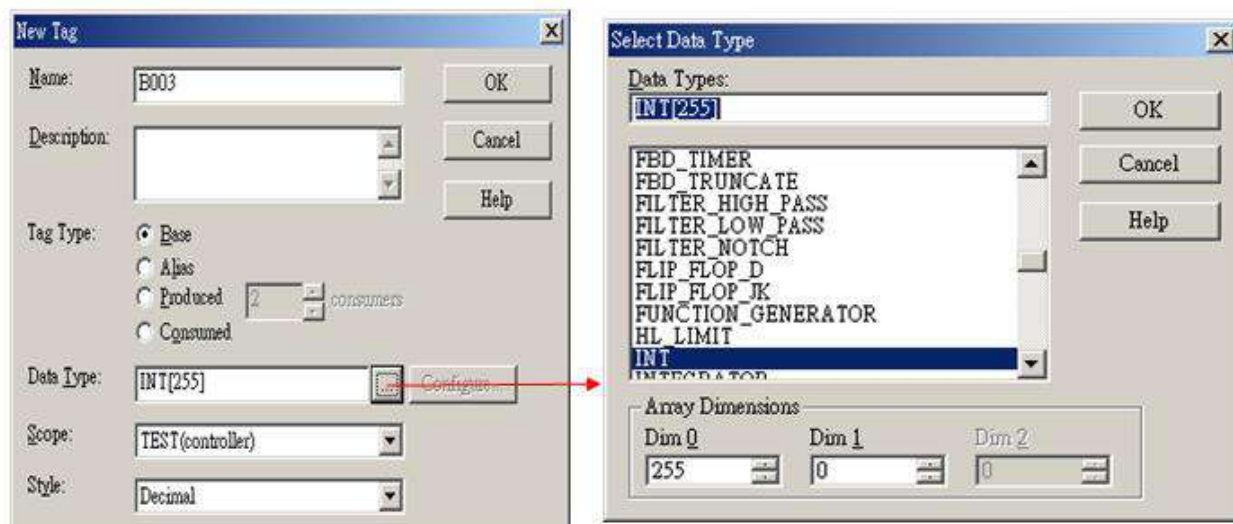 New Tag
Name:
B003
OK
Description:
Cancel
Help
Tag Type:
Base
Alias
Produced
2
consumers
Consumed
Data Type:
INT[255]
...
Configure...
Scope:
TEST(controller)
Style:
Decimal
Select Data Type
Data Types:
INT[255]
OK
Cancel
Help
FBD_TIMER
FBD_TRUNCATE
FILTER_HIGH_PASS
FILTER_LOW_PASS
FILTER_NOTCH
FLIP_FLOP_D
FLIP_FLOP_JK
FUNCTION_GENERATOR
HL_LIMIT
INT
INTEGRATOR
Array Dimensions
Dim 0
Dim 1
Dim 2
255
0
0